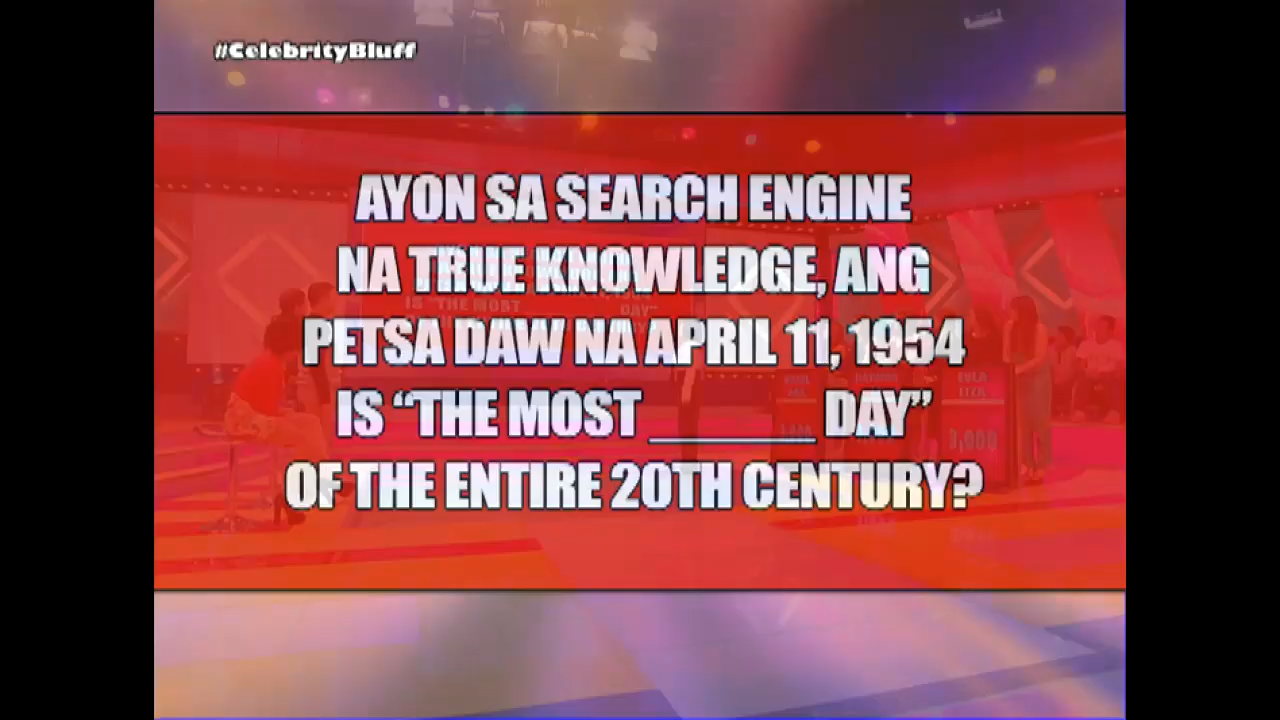 #CelebrityBluff
AYON SA SEARCH ENGINE
NA TRUE KNOWLEDGE, ANG
PETSA DAW NA APRIL 11, 1954
IS “THE MOST ______ DAY”
OF THE ENTIRE 20TH CENTURY?